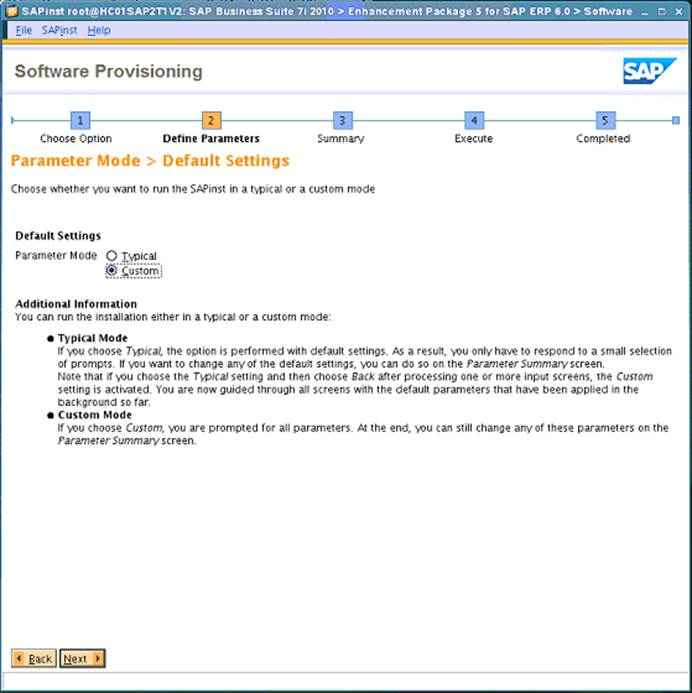 SAPinst root@HC01SAP2T1V2: SAP Business Suite 7i 2010 > Enhancement Package 5 for SAP ERP 6.0 > Software
File SAPinst Help
Software Provisioning
SAP
1 2 3 4 5
Choose Option Define Parameters Summary Execute Completed
Parameter Mode > Default Settings
Choose whether you want to run the SAPinst in a typical or a custom mode
Default Settings
Parameter Mode Typical
Custom
Additional Information
You can run the installation either in a typical or a custom mode:
● Typical Mode
If you choose Typical, the option is performed with default settings. As a result, you only have to respond to a small selection
of prompts. If you want to change any of the default settings, you can do so on the Parameter Summary screen.
Note that if you choose the Typical setting and then choose Back after processing one or more input screens, the Custom
setting is activated. You are now guided through all screens with the default parameters that have been applied in the
background so far.
● Custom Mode
If you choose Custom, you are prompted for all parameters. At the end, you can still change any of these parameters on the
Parameter Summary screen.
Back Next